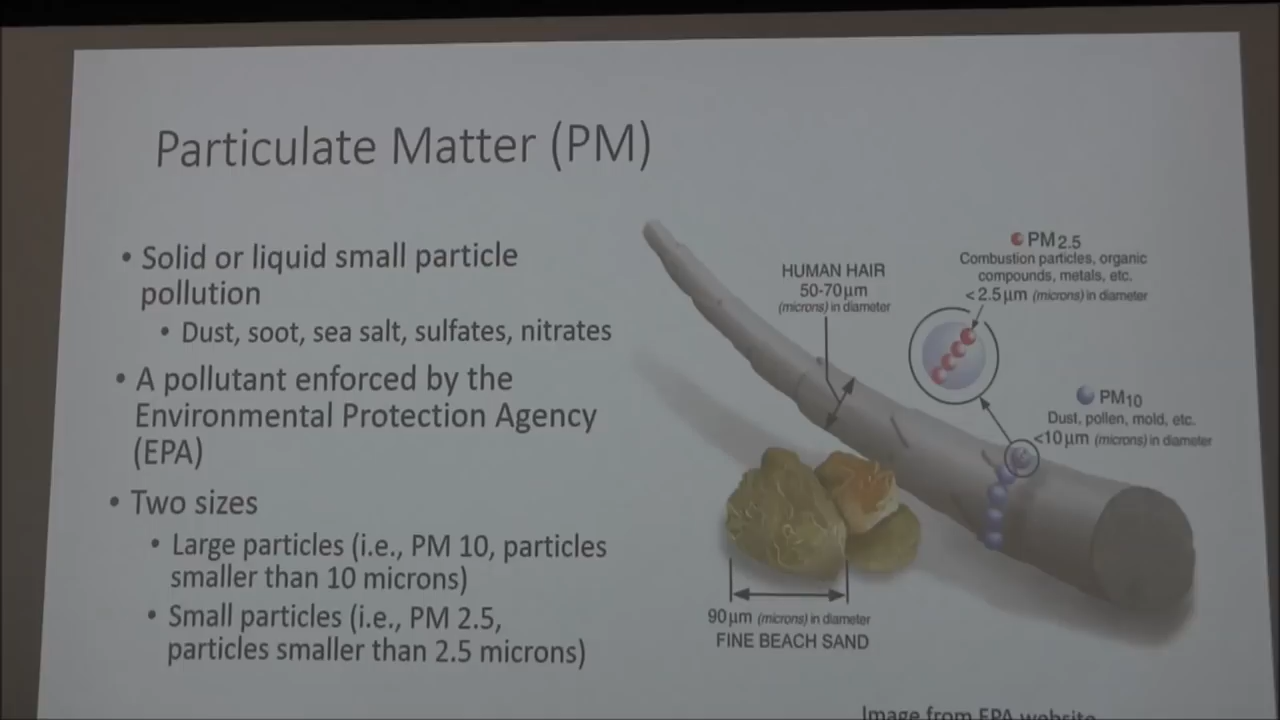 Particulate Matter (PM)
• Solid or liquid small particle
pollution
• Dust, soot, sea salt, sulfates, nitrates
• A pollutant enforced by the
Environmental Protection Agency
(EPA)
• Two sizes
• Large particles (i.e., PM 10, particles
smaller than 10 microns)
• Small particles (i.e., PM 2.5,
particles smaller than 2.5 microns)
HUMAN HAIR
50-70μm
(microns) in diameter
PM2.5
Combustion particles, organic
compounds, metals, etc.
<2.5μm (microns) in diameter
PM10
Dust, pollen, mold, etc.
<10μm (microns) in diameter
90μm (microns) in diameter
FINE BEACH SAND
Image from EPA website